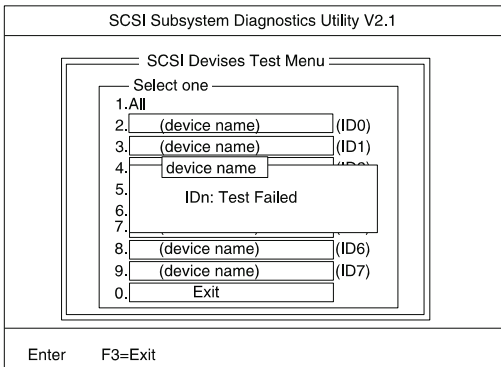 SCSI Subsystem Diagnostics Utility V2.1
SCSI Devises Test Menu
Select one
1.All
2. (device name) (ID0)
3. (device name) (ID1)
4.
device name
5.
IDn: Test Failed
6.
7.
8. (device name) (ID6)
9. (device name) (ID7)
0. Exit
Enter F3=Exit